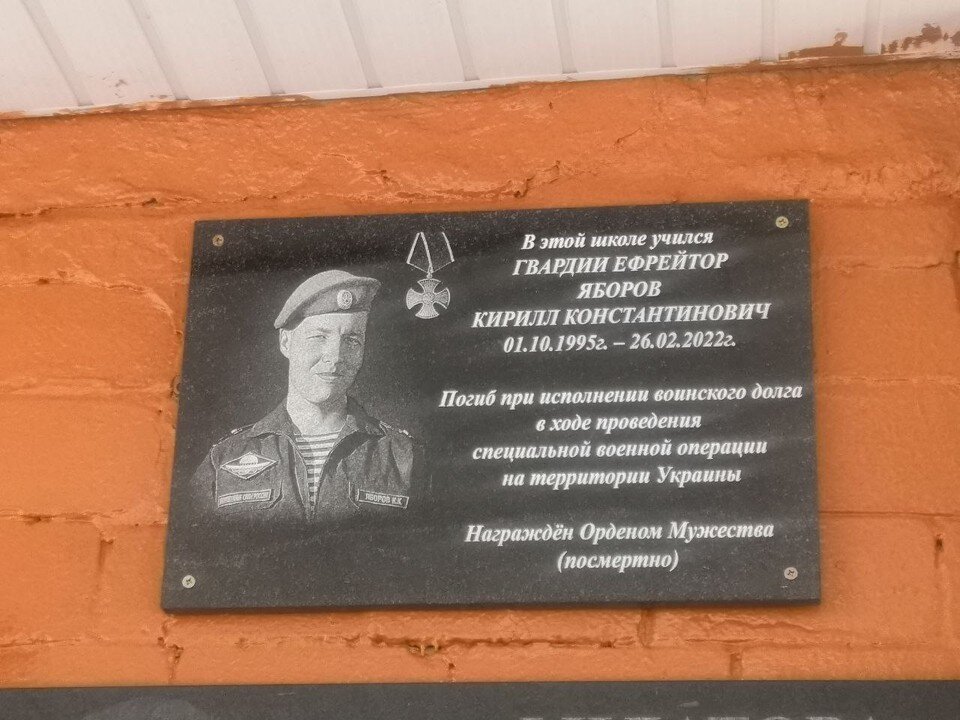 В этой школе учился
ГВАРДИИ ЕФРЕЙТОР
ЯБОРОВ
КИРИЛЛ КОНСТАНТИНОВИЧ
01.10.1995г. – 26.02.2022г.
Погиб при исполнении воинского долга
в ходе проведения
специальной военной операции
на территории Украины
Награждён Орденом Мужества
(посмертно)
ЯБОРОВ К.К